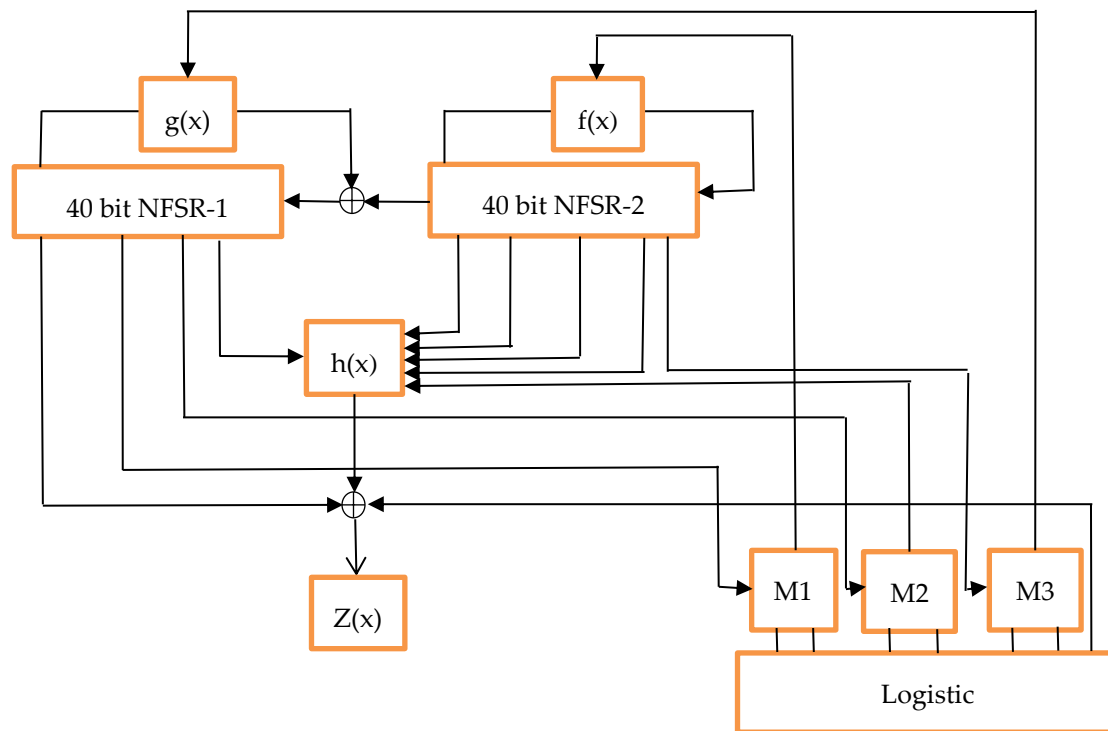 g(x)
f(x)
40 bit NFSR-1
40 bit NFSR-2
h(x)
M1
M2
M3
Z(x)
Logistic